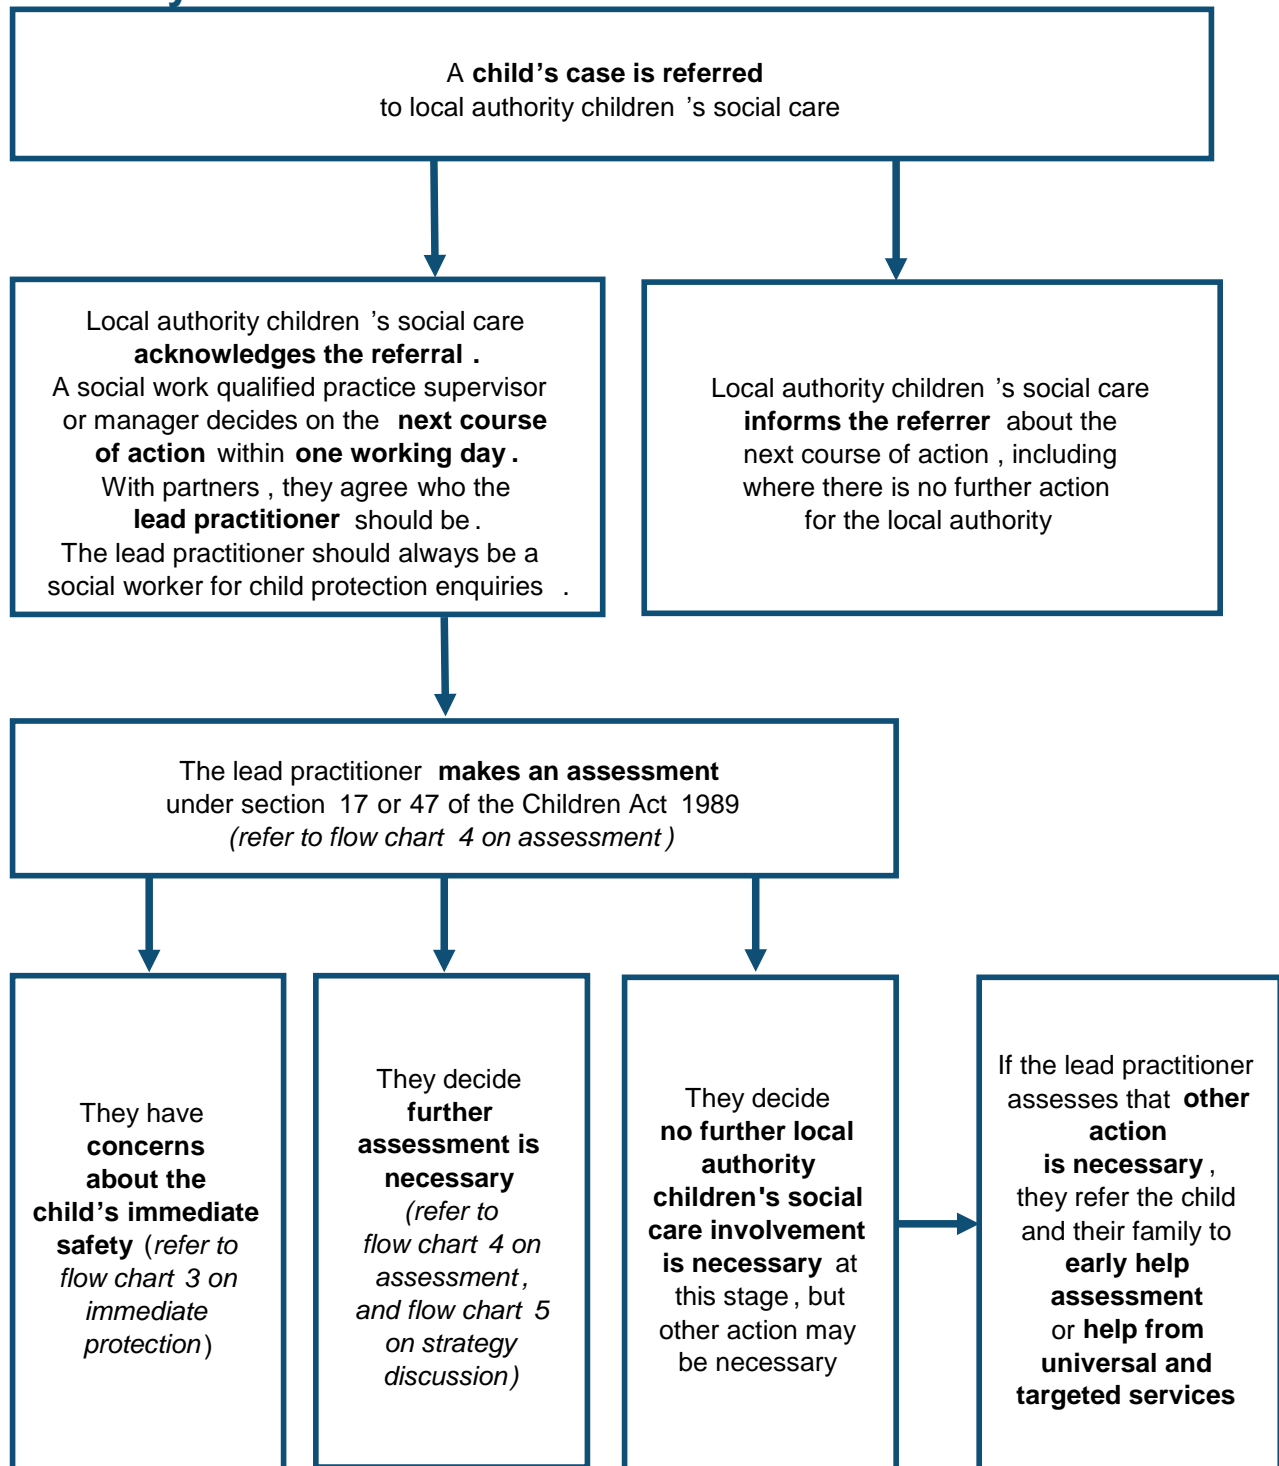 A child’s case is referred
to local authority children ’s social care
Local authority children ’s social care
acknowledges the referral .
A social work qualified practice supervisor
or manager decides on the next course
of action within one working day .
With partners , they agree who the
lead practitioner should be .
The lead practitioner should always be a
social worker for child protection enquiries .
Local authority children ’s social care
informs the referrer about the
next course of action , including
where there is no further action
for the local authority
The lead practitioner makes an assessment
under section 17 or 47 of the Children Act 1989
(refer to flow chart 4 on assessment )
They have
concerns
about the
child’s immediate
safety (refer to
flow chart 3 on
immediate
protection)
They decide
further
assessment is
necessary
(refer to
flow chart 4 on
assessment ,
and flow chart 5
on strategy
discussion)
They decide
no further local
authority
children's social
care involvement
is necessary at
this stage , but
other action may
be necessary
If the lead practitioner
assesses that other
action
is necessary ,
they refer the child
and their family to
early help
assessment
or help from
universal and
targeted services